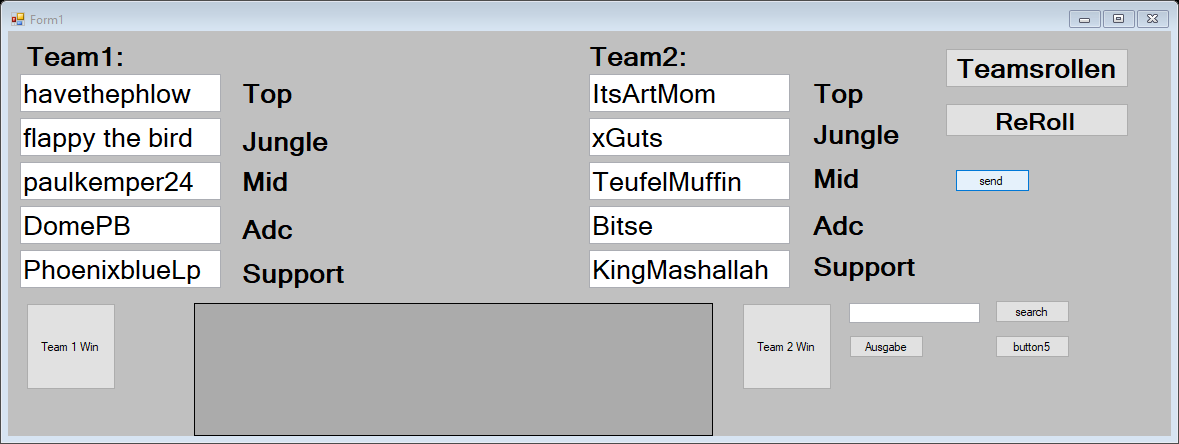 Form1
Team1:
havethephlow Top
flappy the bird Jungle
paulkemper24 Mid
DomePB Adc
PhoenixblueLp Support
Team2:
ItsArtMom Top
xGuts Jungle
TeufelMuffin Mid
Bitse Adc
KingMashallah Support
Teamsrollen
ReRoll
send
Team 1 Win
Team 2 Win
search
Ausgabe
button5